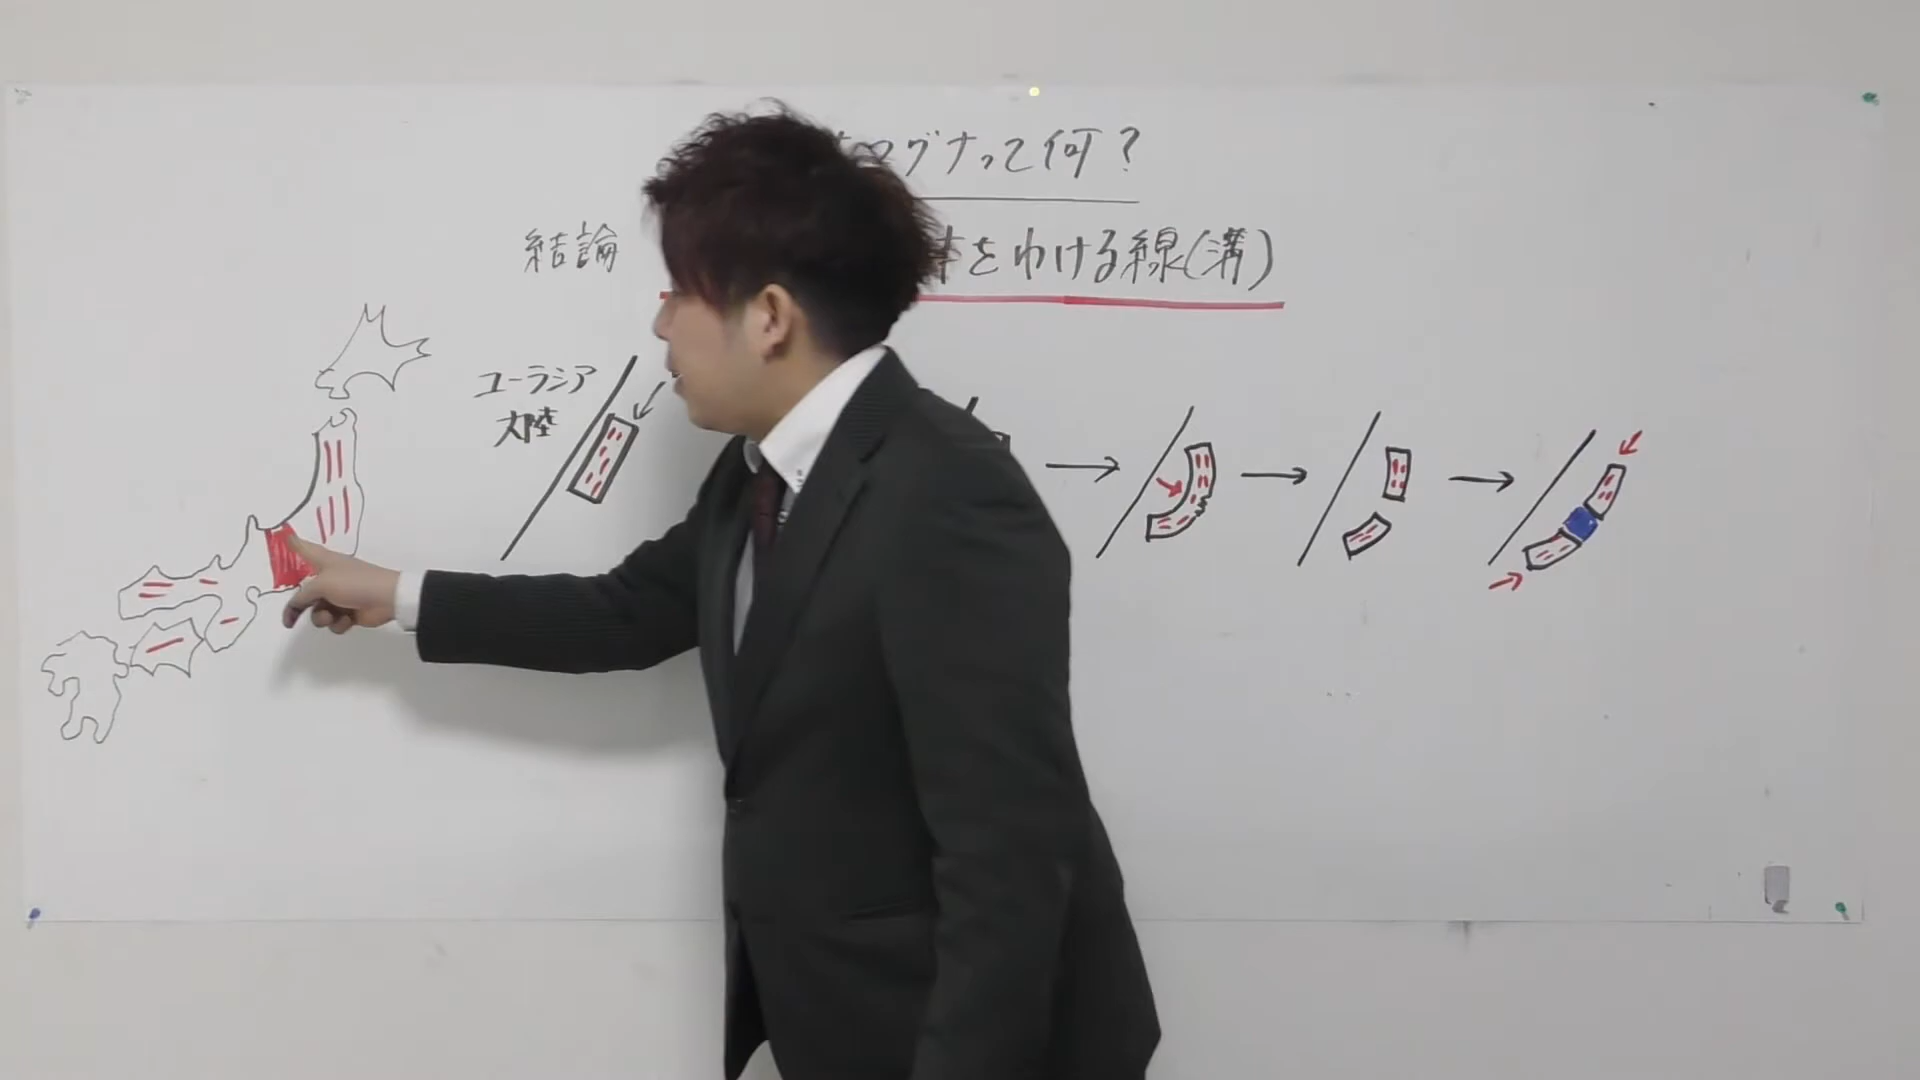 ッグナって何?
結論
をわける線(溝)
ユーラシア
大陸